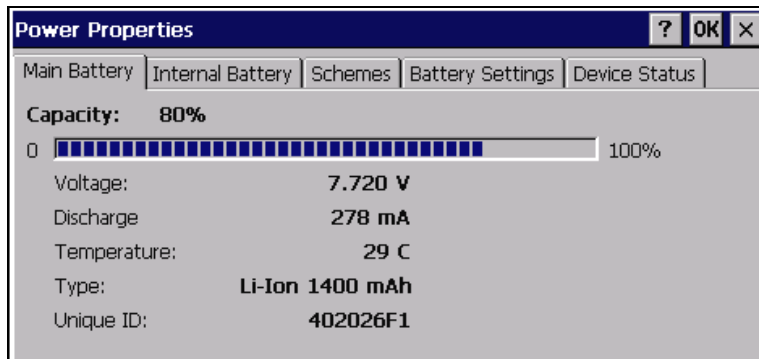 Power Properties ? OK ×
Main Battery Internal Battery Schemes Battery Settings Device Status
Capacity: 80%
0 100%
Voltage: 7.720 V
Discharge 278 mA
Temperature: 29 C
Type: Li-Ion 1400 mAh
Unique ID: 402026F1